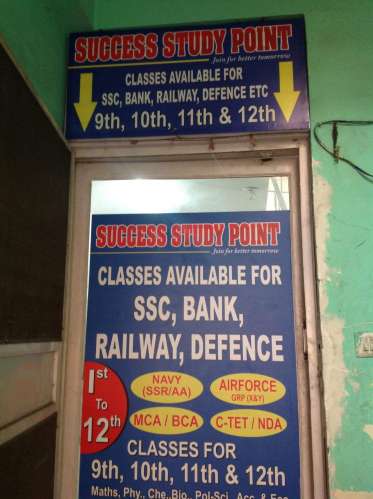 SUCCESS STUDY POINT
Join for better tomorrow
CLASSES AVAILABLE FOR
SSC, BANK, RAILWAY, DEFENCE ETC
9th, 10th, 11th & 12th
SUCCESS STUDY POINT
Join for better tomorrow
CLASSES AVAILABLE FOR
SSC, BANK,
RAILWAY, DEFENCE
1st
To
12th
NAVY
(SSR/AA)
AIRFORCE
GRP (X&Y)
MCA / BCA
C-TET / NDA
CLASSES FOR
9th, 10th, 11th & 12th
Maths, Phy., Che.,Bio., Pol-Sci, Acc. & Eco